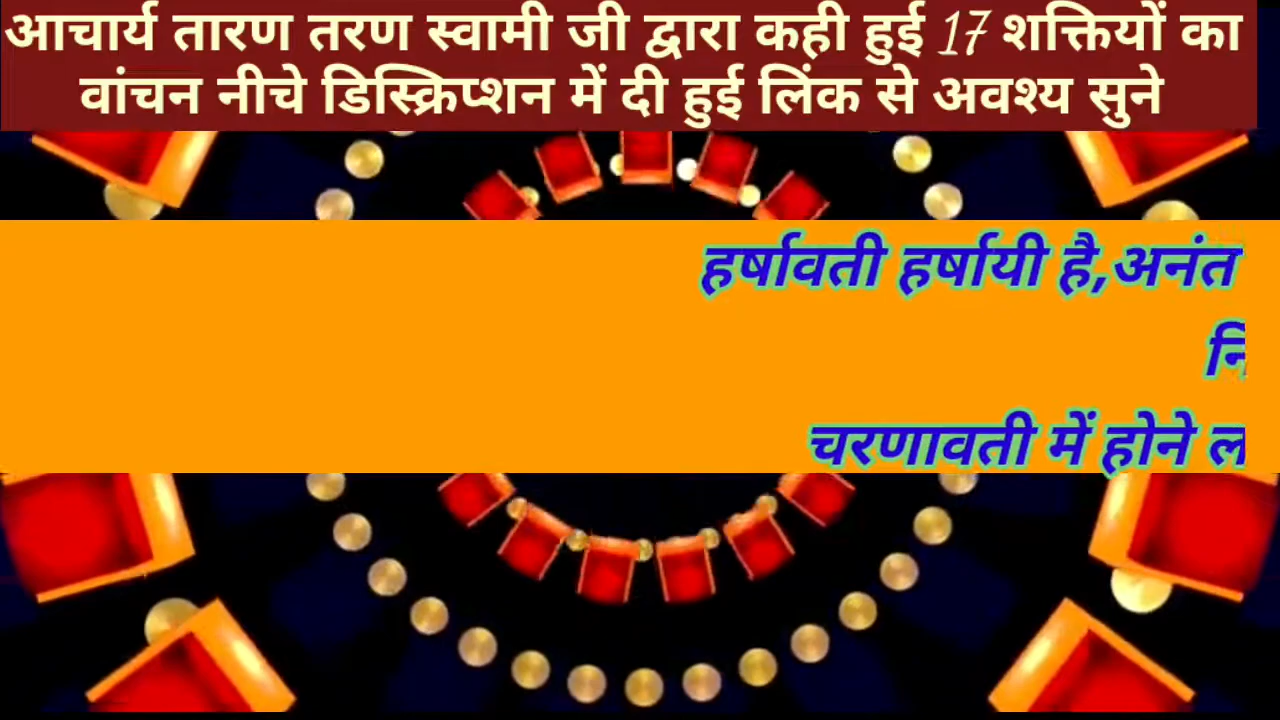 आचार्य तारण तरण स्वामी जी द्वारा कही हुई 17 शक्तियों का
वांचन नीचे डिस्क्रिप्शन में दी हुई लिंक से अवश्य सुने
हर्षावती हर्षायी है,अनंत
चरणावती में होने